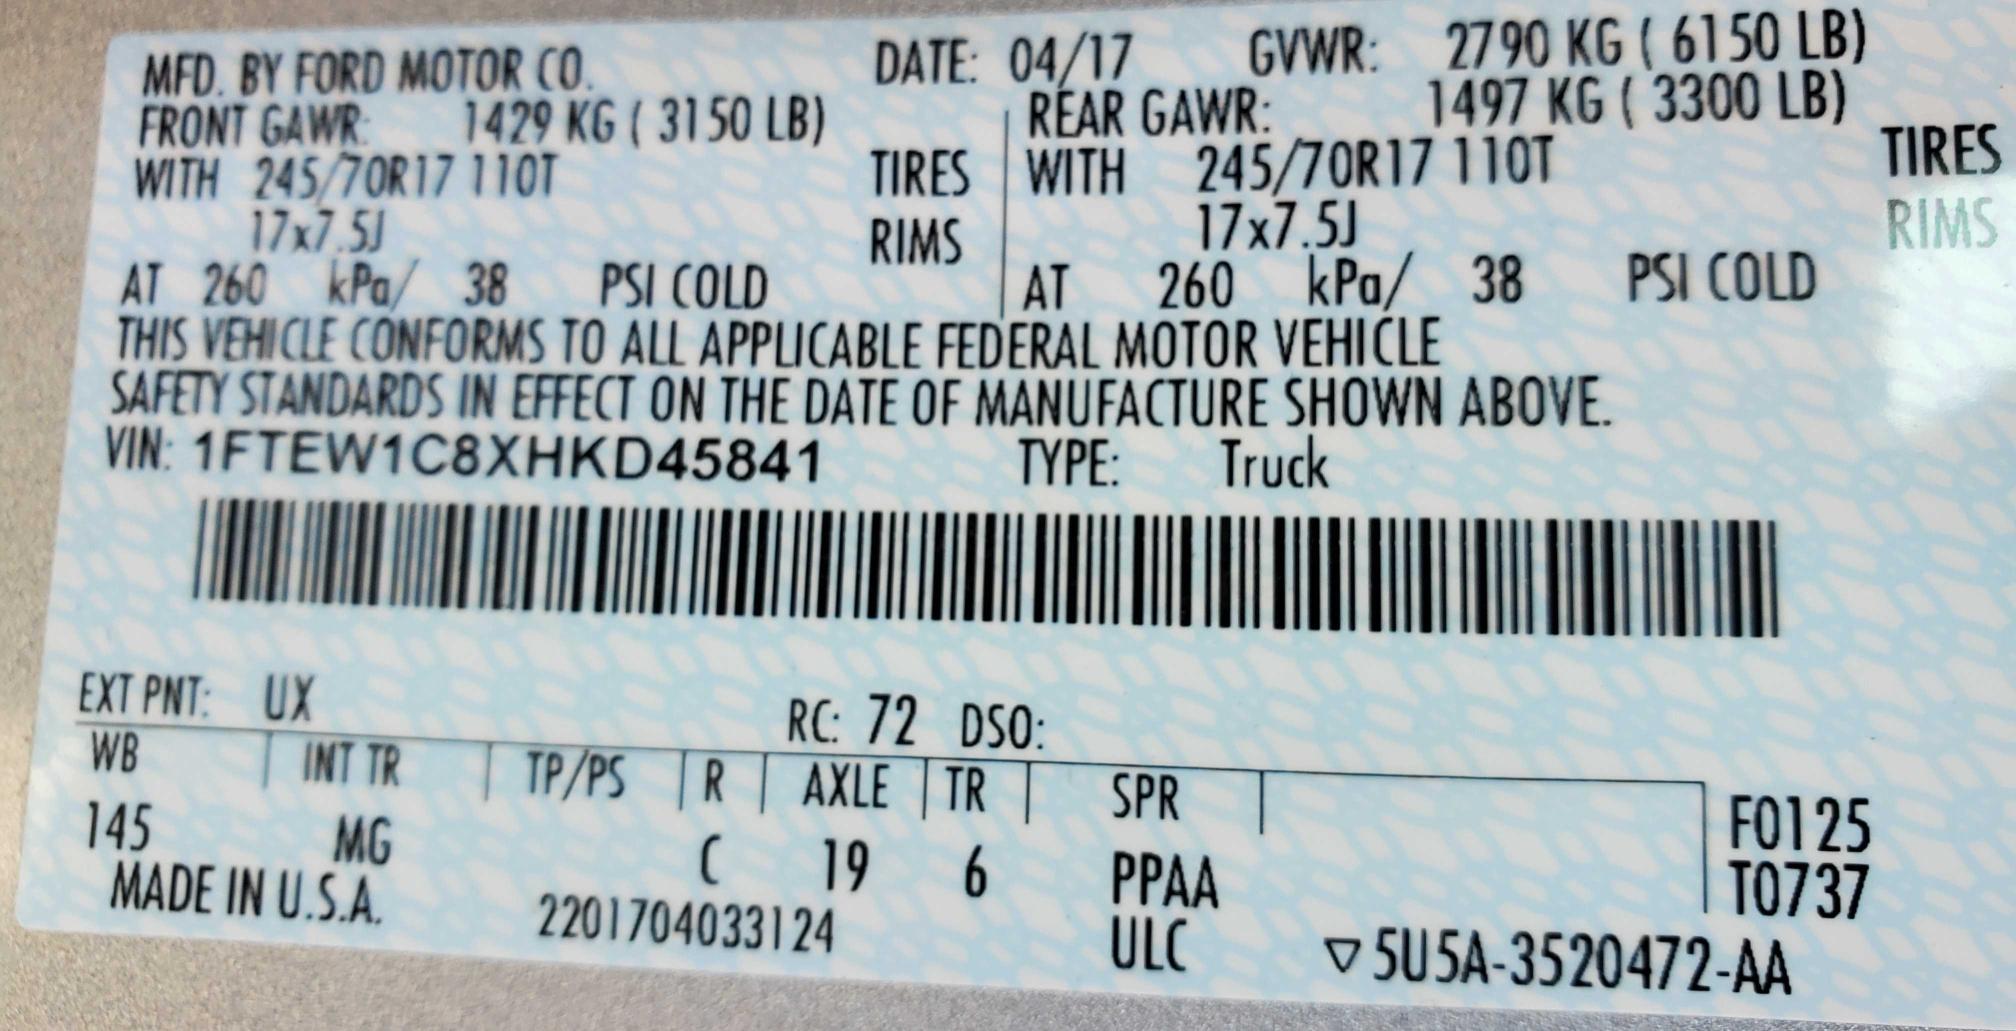 MFD. BY FORD MOTOR CO. DATE: 04/17 GVWR: 2790 KG ( 6150 LB)
FRONT GAWR: 1429 KG ( 3150 LB) REAR GAWR: 1497 KG ( 3300 LB)
WITH 245/70R17 110T TIRES WITH 245/70R17 110T TIRES
17x7.5J RIMS 17x7.5J RIMS
AT 260 kPa/ 38 PSI COLD AT 260 kPa/ 38 PSI COLD
THIS VEHICLE CONFORMS TO ALL APPLICABLE FEDERAL MOTOR VEHICLE
SAFETY STANDARDS IN EFFECT ON THE DATE OF MANUFACTURE SHOWN ABOVE.
VIN: 1FTEW1C8XHKD45841 TYPE: Truck
EXT PNT: UX RC: 72 DSO:
WB INT TR TP/PS R AXLE TR SPR
145 MG C 19 6 PPAA F0125
T0737
MADE IN U.S.A. 2201704033124 ULC ▽5U5A-3520472-AA